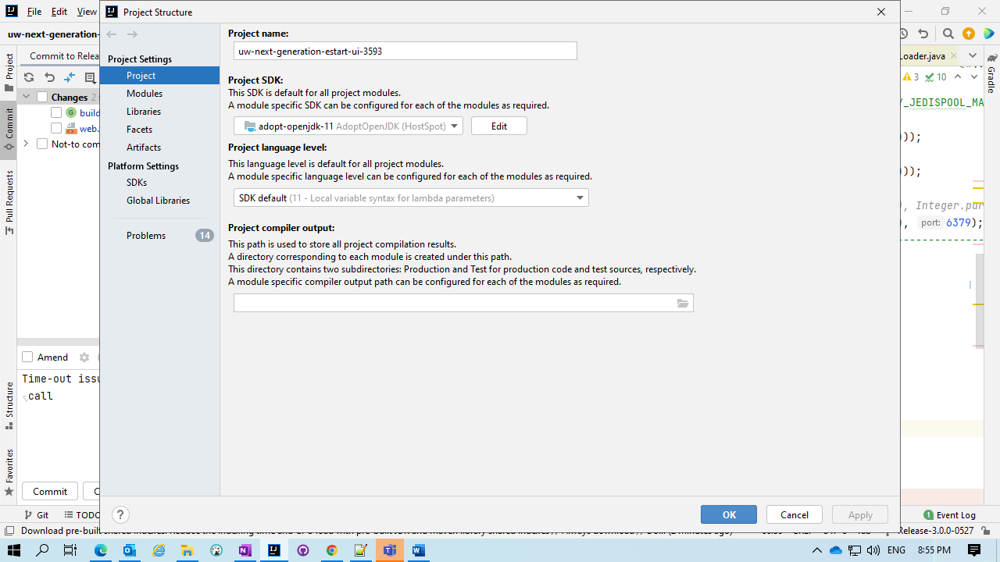 File
Edit
View
Project Structure
uw-next-generation-
Project name:
uw-next-generation-estart-ui-3593
Loader.java
Commit to Relea
Project Settings
Project
Modules
Libraries
Facets
Artifacts
Platform Settings
SDKs
Global Libraries
Problems
14
Project SDK:
This SDK is default for all project modules.
A module specific SDK can be configured for each of the modules as required.
adopt-openjdk-11 AdoptOpenJDK (HostSpot)
Edit
Project language level:
This language level is default for all project modules.
A module specific language level can be configured for each of the modules as required.
SDK default (11 - Local variable syntax for lambda parameters)
Project compiler output:
This path is used to store all project compilation results.
A directory corresponding to each module is created under this path.
This directory contains two subdirectories: Production and Test for production code and test sources, respectively.
A module specific compiler output path can be configured for each of the modules as required.
OK
Cancel
Apply
?
Project
Commit
Pull Requests
Structure
Favorites
Changes 2
build
web.
Not-to com
Amend
Time-out issu
call
Commit
3
10
_JEDISPOOL_MA
)));
)));
), Integer.par
), port: 6379);
Gradle
Git
TODO
1 Event Log
Release-3.0.0-0527
ENG
8:55 PM